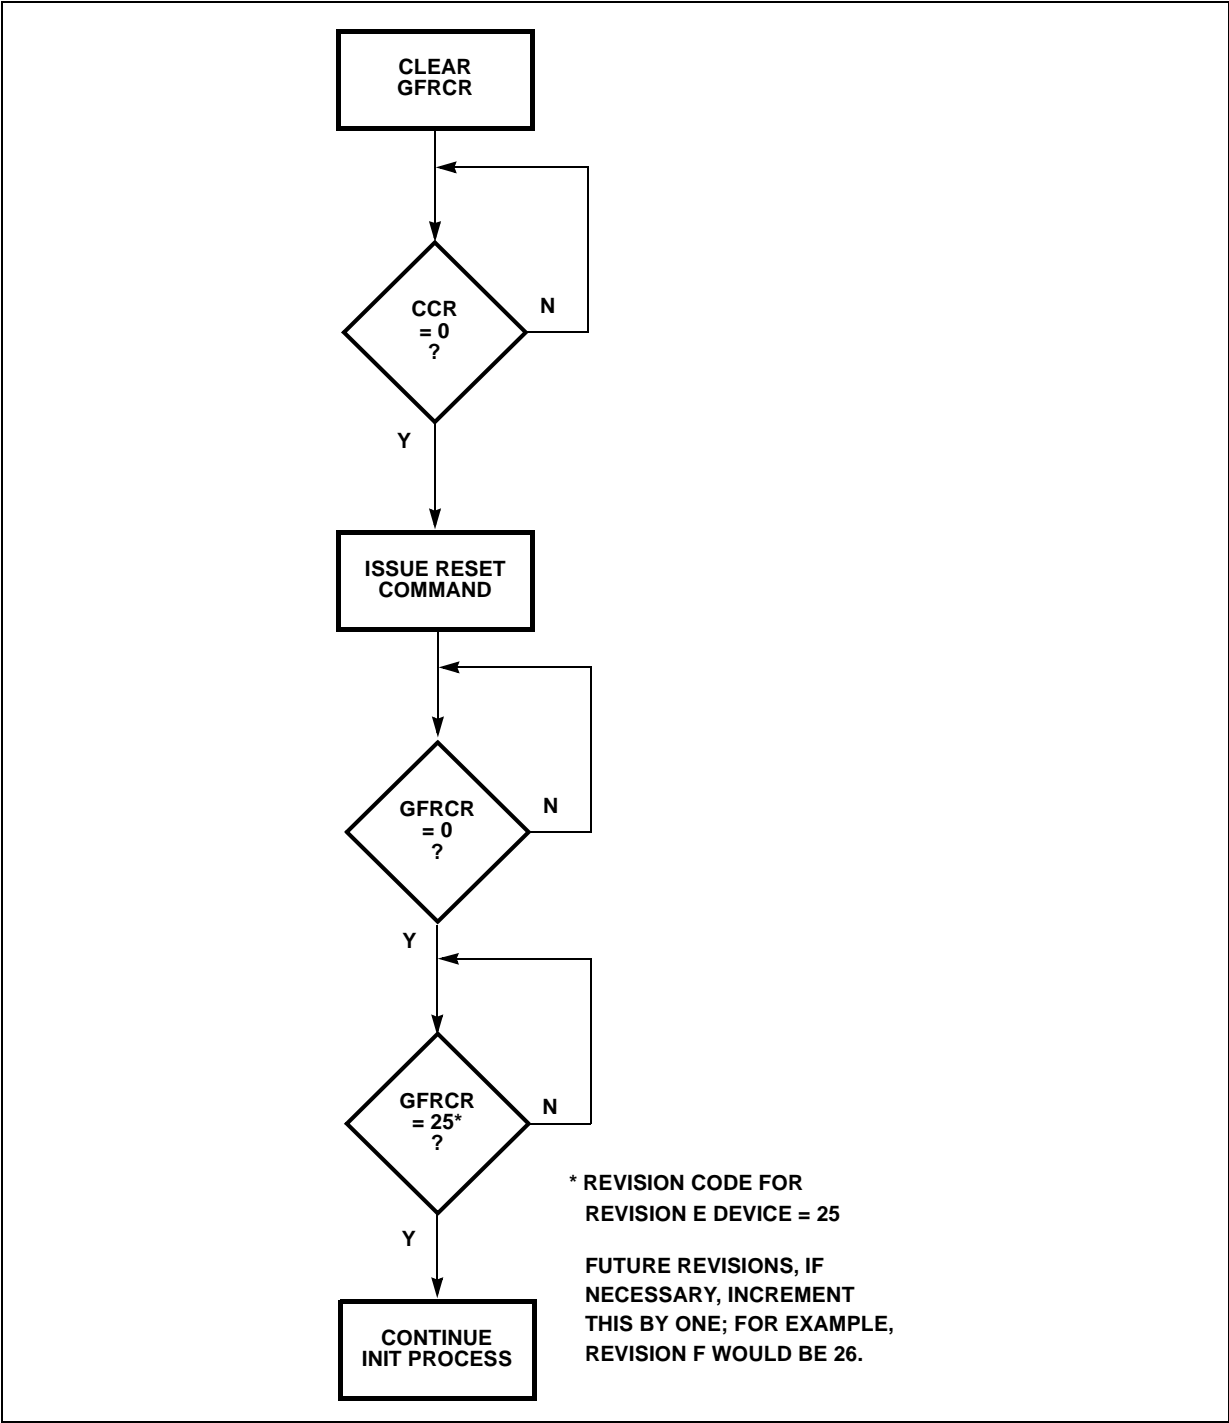 CLEAR
GFRCR
CCR
= 0
?
N
Y
ISSUE RESET
COMMAND
GFRCR
= 0
?
N
Y
GFRCR
= 25*
?
N
Y
* REVISION CODE FOR
REVISION E DEVICE = 25
FUTURE REVISIONS, IF
NECESSARY, INCREMENT
THIS BY ONE; FOR EXAMPLE,
REVISION F WOULD BE 26.
CONTINUE
INIT PROCESS